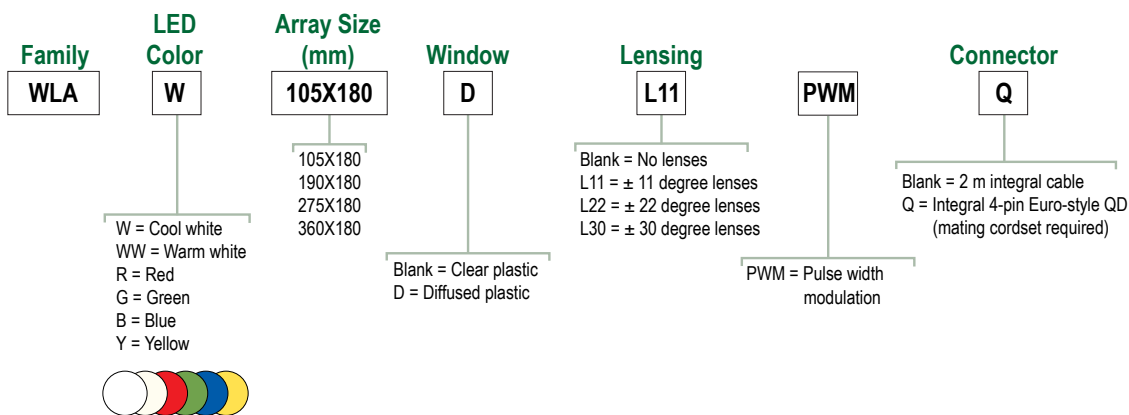 Family
LED
Color
Array Size
(mm)
Window
Lensing
Connector
WLA
W
105X180
D
L11
PWM
Q
W = Cool white
WW = Warm white
R = Red
G = Green
B = Blue
Y = Yellow
105X180
190X180
275X180
360X180
Blank = Clear plastic
D = Diffused plastic
Blank = No lenses
L11 = ± 11 degree lenses
L22 = ± 22 degree lenses
L30 = ± 30 degree lenses
PWM = Pulse width
modulation
Blank = 2 m integral cable
Q = Integral 4-pin Euro-style QD
(mating cordset required)